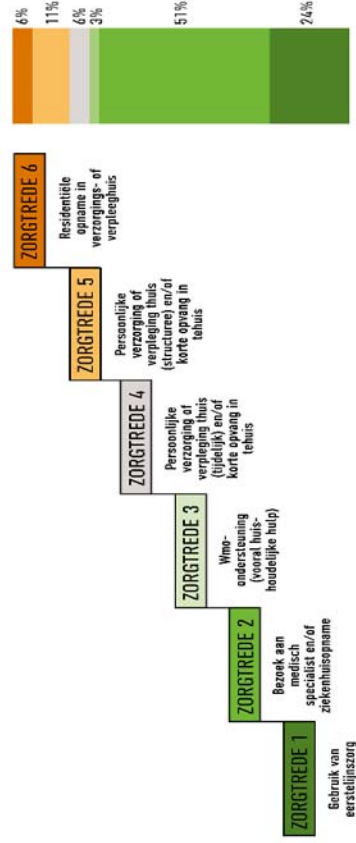 6%
11%
6%
3%
51%
24%
ZORGTREDE 6
Residentiële
opname in
verzorgings- of
verpleeghuis
ZORGTREDE 5
Persoonlijke
verzorging of
verpleging thuis
(structuree) en/of
korte opvang in
tehuis
ZORGTREDE 4
Persoonlijke
verzorging of
verpleging thuis
(tijdelijk) en/of
korte opvang in
tehuis
ZORGTREDE 3
Wmo-
ondersteuning
(vooral huis-
houdelijke hulp)
ZORGTREDE 2
Bezoek aan
medisch
specialist en/of
ziekenhuisopname
ZORGTREDE 1
Gebruik van
eerstelijnszorg